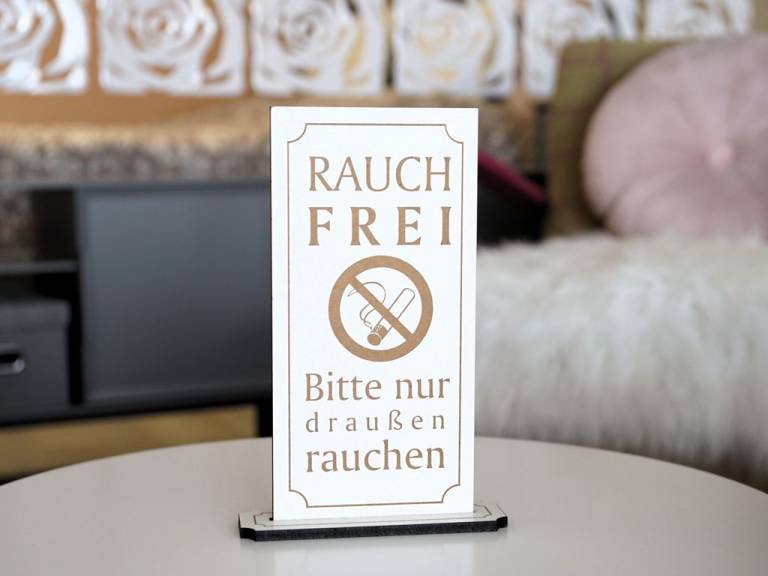 RAUCH
FREI
Bitte nur
draußen
rauchen